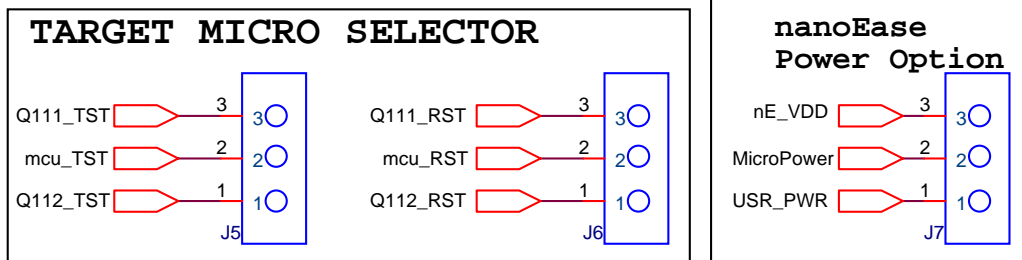 TARGET MICRO SELECTOR
Q111_TST 3 3
mcu_TST 2 2
Q112_TST 1 1
J5
Q111_RST 3 3
mcu_RST 2 2
Q112_RST 1 1
J6
nanoEase
Power Option
nE_VDD 3 3
MicroPower 2 2
USR_PWR 1 1
J7